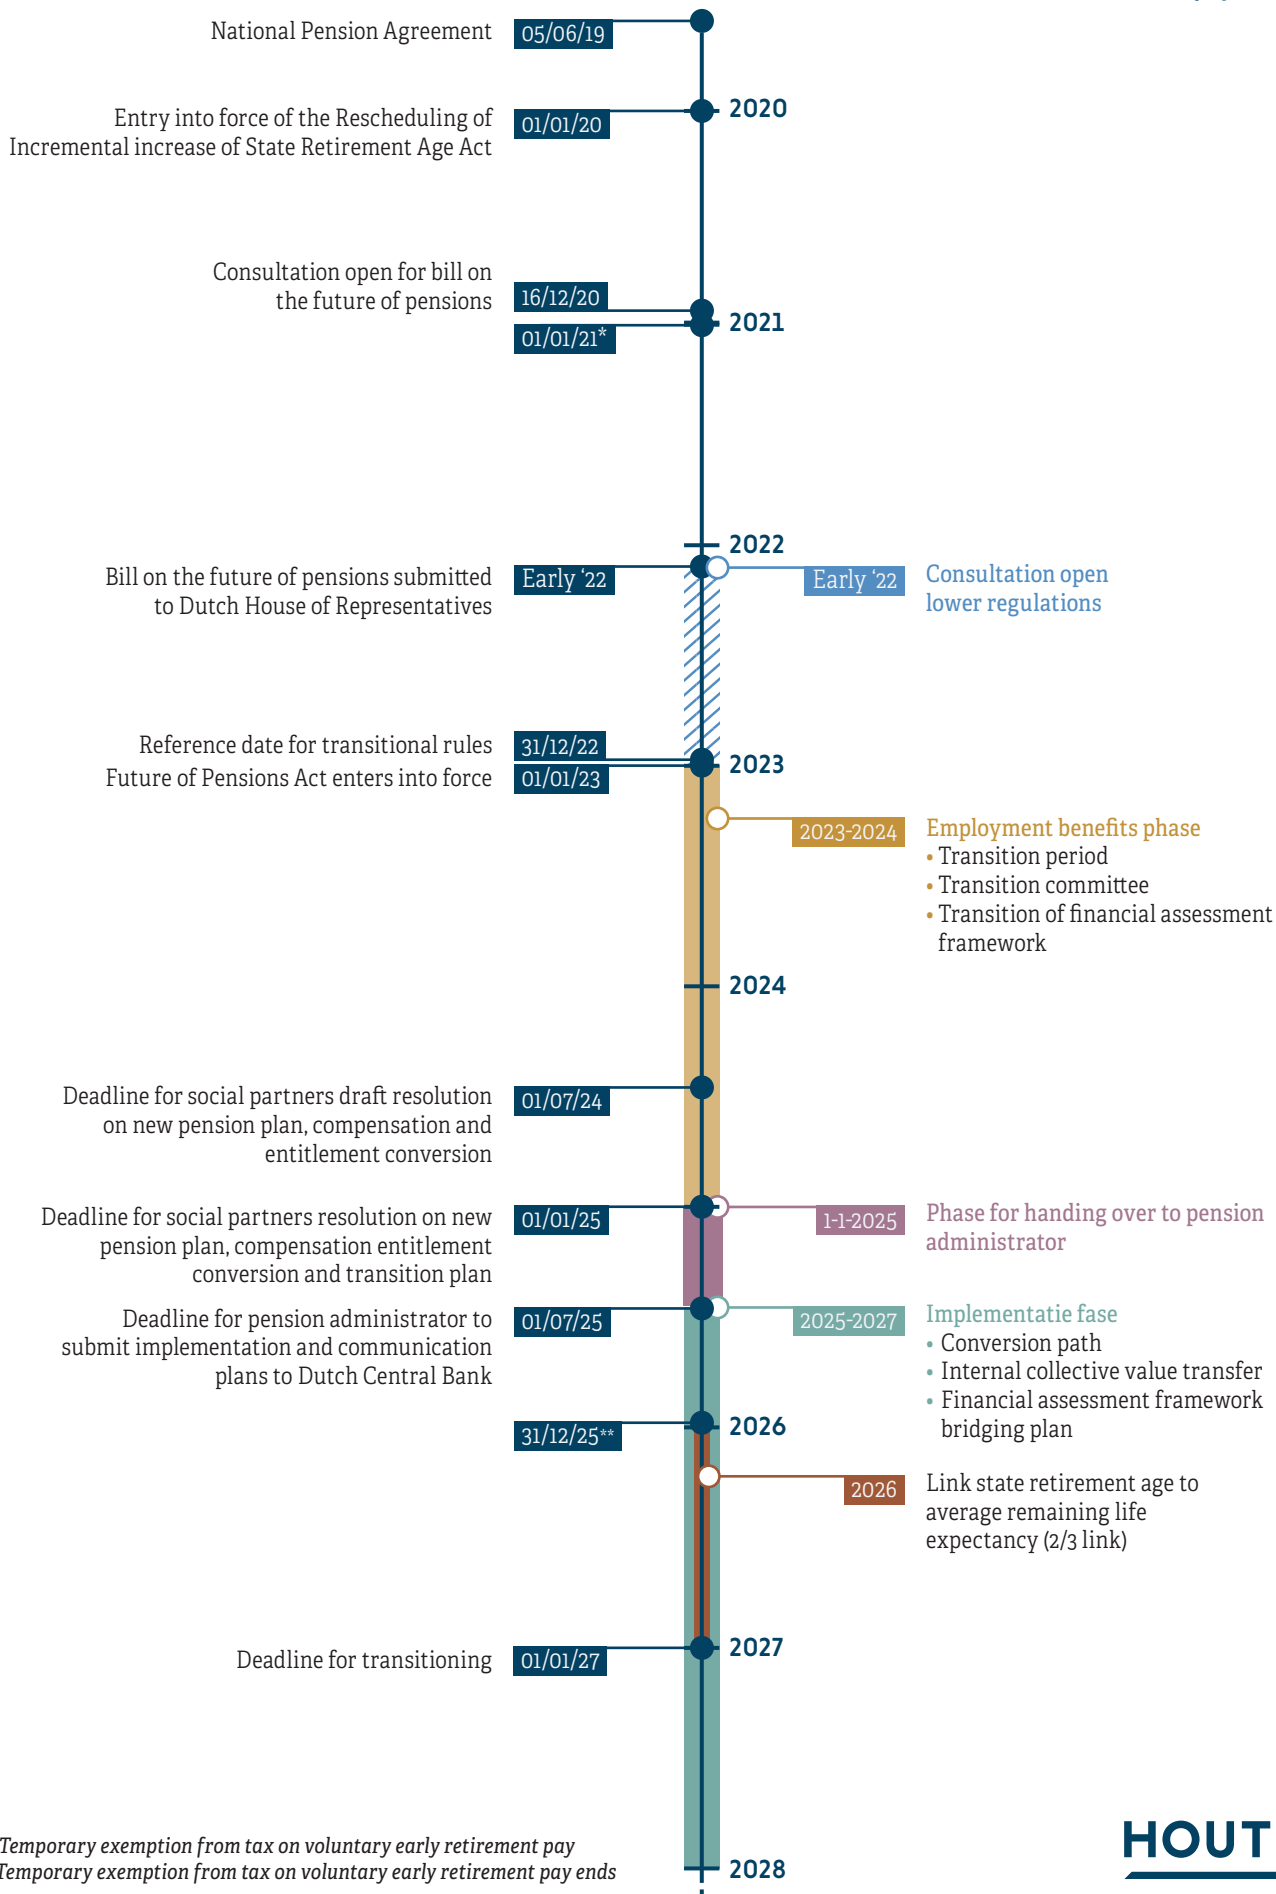 National Pension Agreement
05/06/19
2020
Entry into force of the Rescheduling of
Incremental increase of State Retirement Age Act
01/01/20
Consultation open for bill on
the future of pensions
16/12/20
01/01/21*
2021
2022
Bill on the future of pensions submitted
to Dutch House of Representatives
Early ‘22
Early ‘22
Consultation open
lower regulations
Reference date for transitional rules
31/12/22
Future of Pensions Act enters into force
01/01/23
2023
2023-2024
Employment benefits phase
• Transition period
• Transition committee
• Transition of financial assessment
framework
2024
Deadline for social partners draft resolution
on new pension plan, compensation and
entitlement conversion
01/07/24
Deadline for social partners resolution on new
pension plan, compensation entitlement
conversion and transition plan
01/01/25
1-1-2025
Phase for handing over to pension
administrator
Deadline for pension administrator to
submit implementation and communication
plans to Dutch Central Bank
01/07/25
2025-2027
Implementatie fase
• Conversion path
• Internal collective value transfer
• Financial assessment framework
bridging plan
31/12/25**
2026
2026
Link state retirement age to
average remaining life
expectancy (2/3 link)
Deadline for transitioning
01/01/27
2027
Temporary exemption from tax on voluntary early retirement pay
Temporary exemption from tax on voluntary early retirement pay ends
2028
HOUT